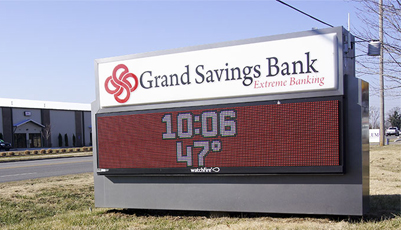 Grand Savings Bank
Extreme Banking
10:06
47°
watchfire